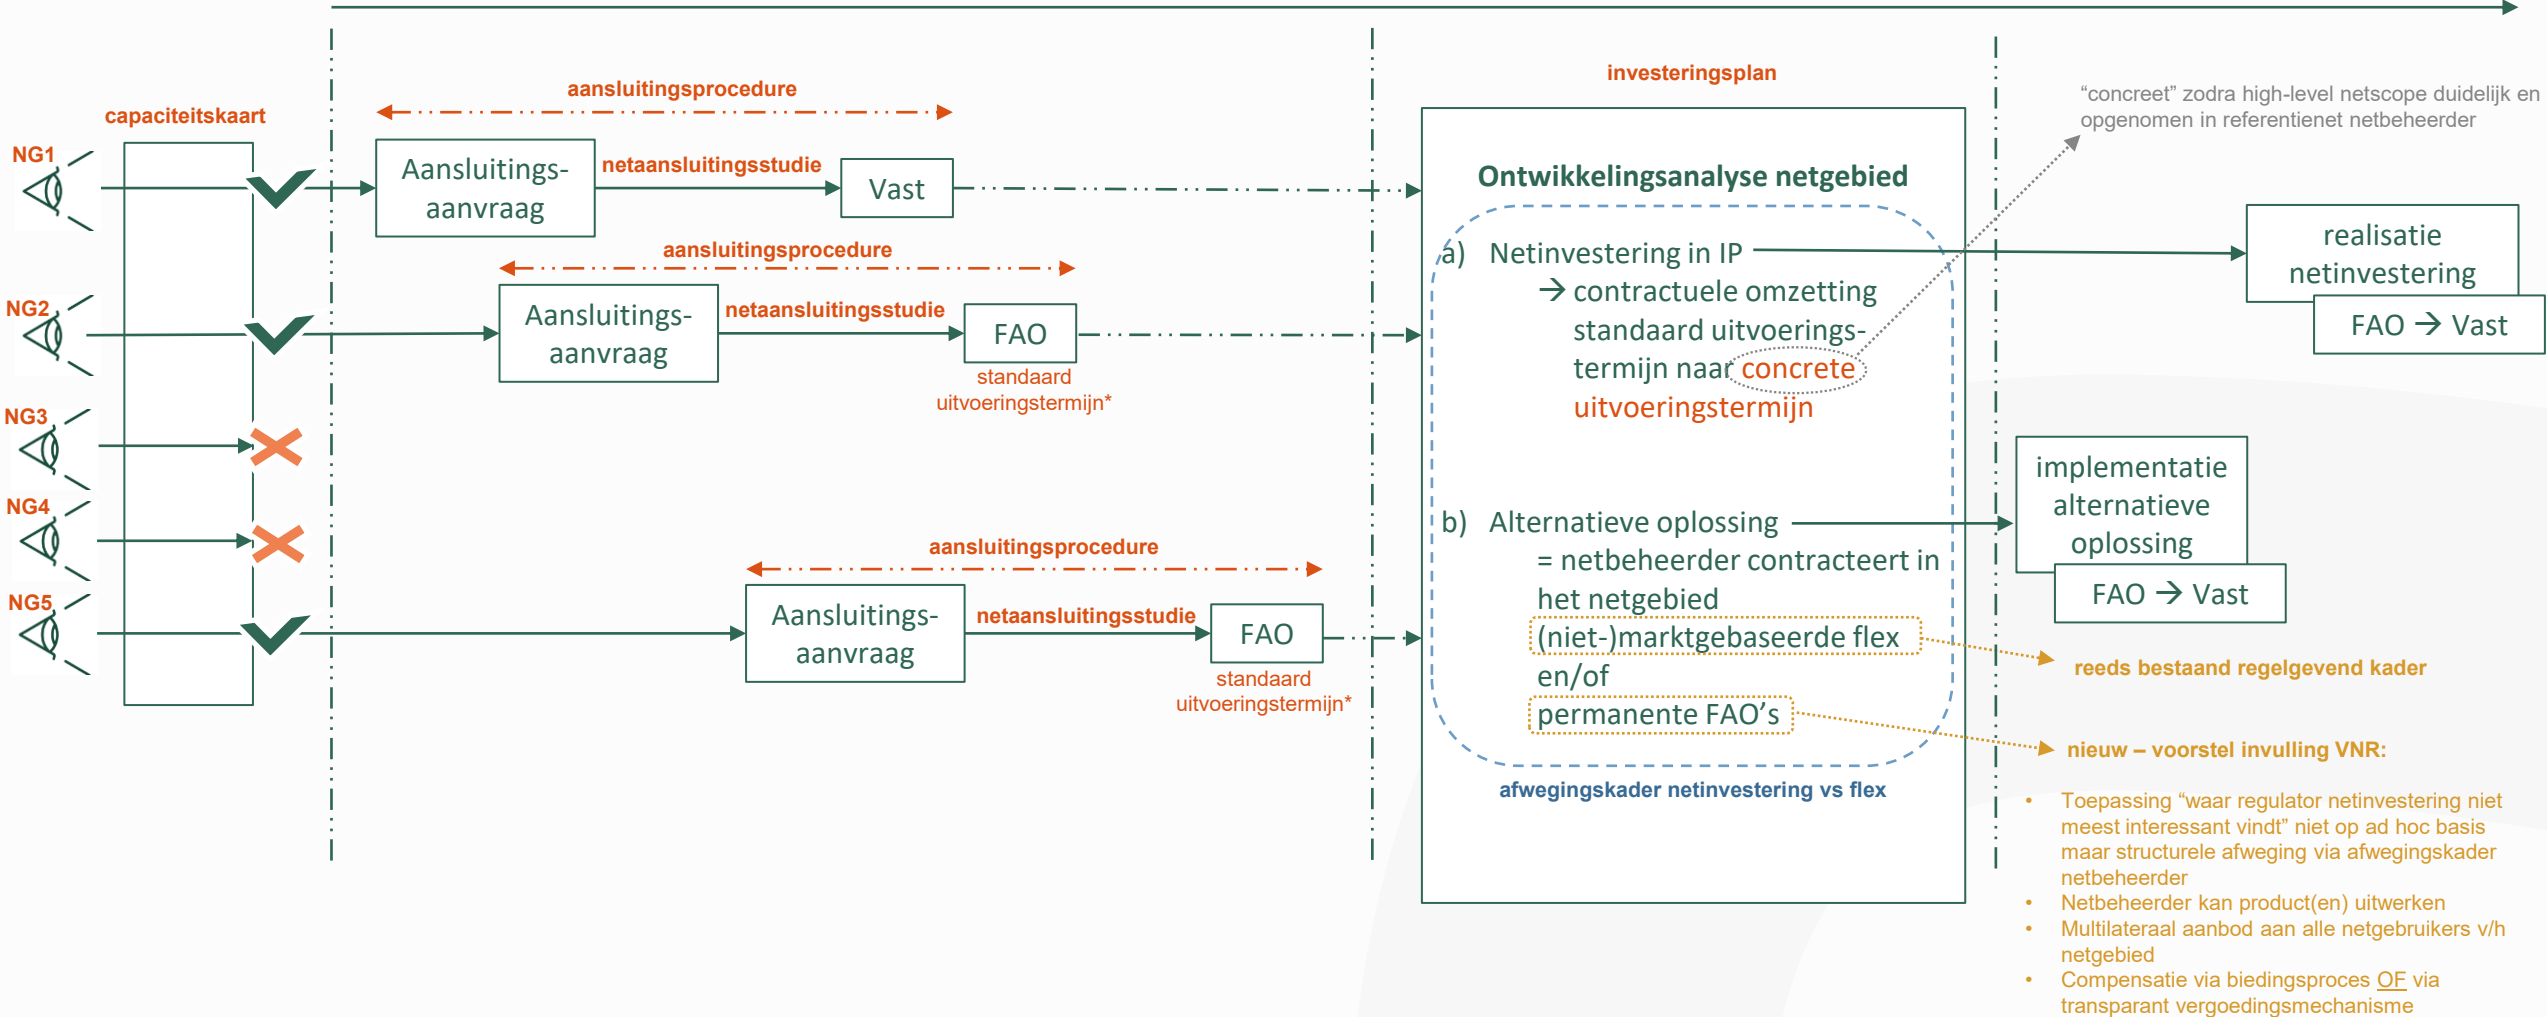 capaciteitskaart
NG1
aansluitingsprocedure
Aansluitings-
aanvraag
netaansluitingsstudie
Vast
NG2
aansluitingsprocedure
Aansluitings-
aanvraag
netaansluitingsstudie
FAO
standaard
uitvoeringstermijn*
NG3
NG4
NG5
aansluitingsprocedure
Aansluitings-
aanvraag
netaansluitingsstudie
FAO
standaard
uitvoeringstermijn*
investeringsplan
Ontwikkelingsanalyse netgebied
a) Netinvestering in IP
→ contractuele omzetting
standaard uitvoerings-
termijn naar concrete
uitvoeringstermijn
b) Alternatieve oplossing
= netbeheerder contracteert in
het netgebied
(niet-)marktgebaseerde flex
en/of
permanente FAO’s
afwegingskader netinvestering vs flex
“concreet” zodra high-level netscope duidelijk en
opgenomen in referentienet netbeheerder
realisatie
netinvestering
FAO → Vast
implementatie
alternatieve
oplossing
FAO → Vast
reeds bestaand regelgevend kader
nieuw – voorstel invulling VNR:
• Toepassing “waar regulator netinvestering niet
meest interessant vindt” niet op ad hoc basis
maar structurele afweging via afwegingskader
netbeheerder
• Netbeheerder kan product(en) uitwerken
• Multilateraal aanbod aan alle netgebruikers v/h
netgebied
• Compensatie via biedingsproces OF via
transparant vergoedingsmechanisme